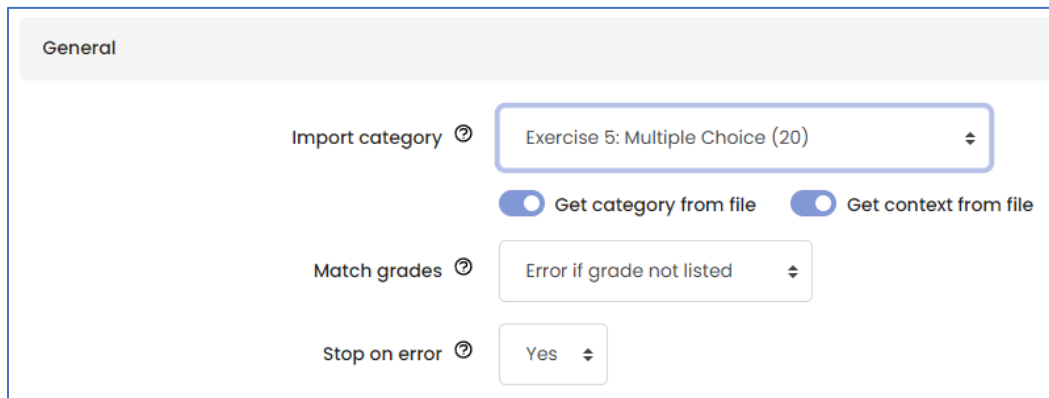 General
Import category Exercise 5: Multiple Choice (20)
Get category from file Get context from file
Match grades Error if grade not listed
Stop on error Yes